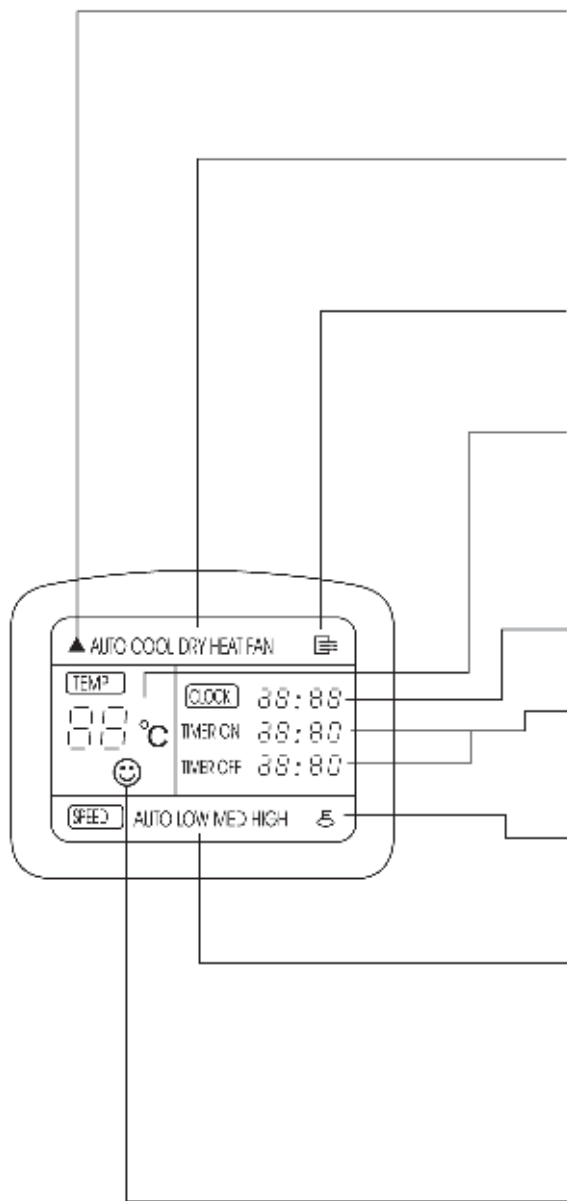 ▲ AUTO COOL DRY HEAT FAN
TEMP
88 °C
CLOCK 88:88
TIMER ON 88:80
TIMER OFF 88:80
SPEED AUTO LOW MED HIGH